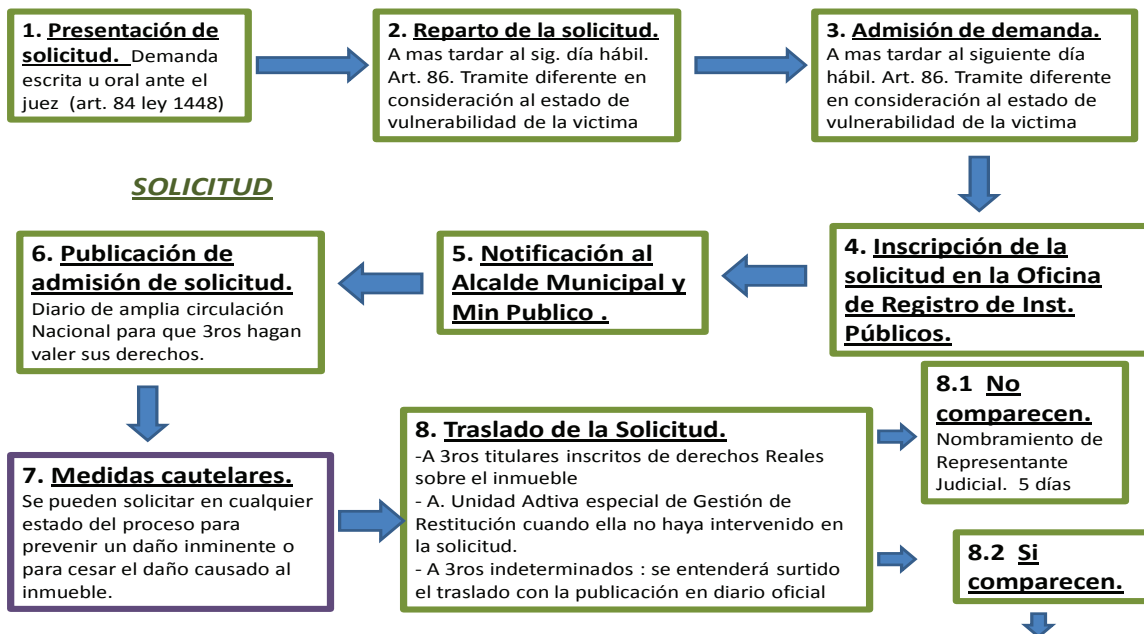 1. Presentación de
solicitud. Demanda
escrita u oral ante el
juez (art. 84 ley 1448)
2. Reparto de la solicitud.
A mas tardar al sig. día hábil.
Art. 86. Tramite diferente en
consideración al estado de
vulnerabilidad de la victima
3. Admisión de demanda.
A mas tardar al siguiente día
hábil. Art. 86. Tramite diferente
en consideración al estado de
vulnerabilidad de la victima
SOLICITUD
4. Inscripción de la
solicitud en la Oficina
de Registro de Inst.
Públicos.
5. Notificación al
Alcalde Municipal y
Min Publico .
6. Publicación de
admisión de solicitud.
Diario de amplia circulación
Nacional para que 3ros hagan
valer sus derechos.
7. Medidas cautelares.
Se pueden solicitar en cualquier
estado del proceso para
prevenir un daño inminente o
para cesar el daño causado al
inmueble.
8. Traslado de la Solicitud.
-A 3ros titulares inscritos de derechos Reales
sobre el inmueble
- A. Unidad Adtiva especial de Gestión de
Restitución cuando ella no haya intervenido en
la solicitud.
- A 3ros indeterminados : se entenderá surtido
el traslado con la publicación en diario oficial
8.1 No
comparecen.
Nombramiento de
Representante
Judicial. 5 días
8.2 Si
comparecen.